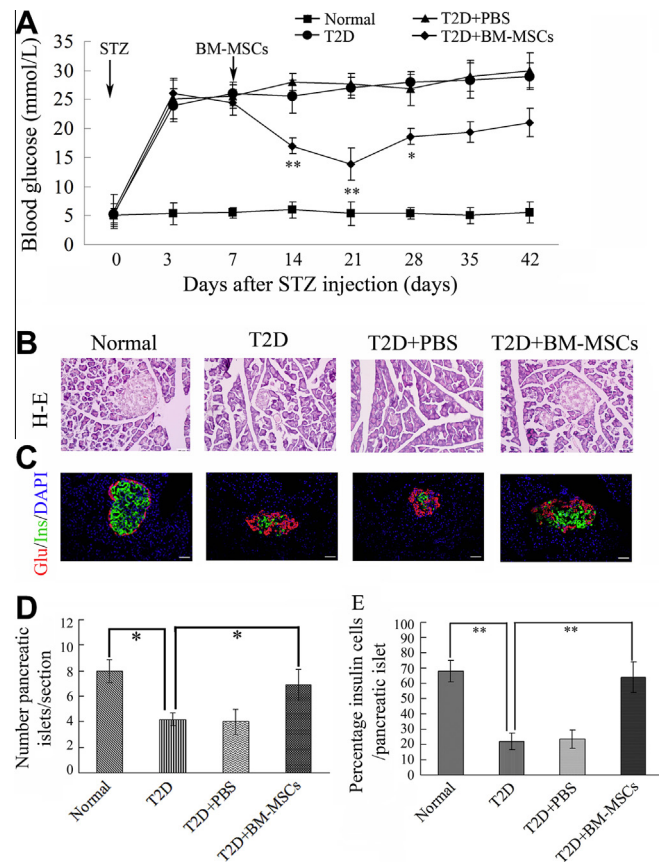 A
Normal
T2D
T2D+PBS
T2D+BM-MSCs
STZ
BM-MSCs
Blood glucose (mmol/L)
35
30
25
20
15
10
5
0
**
**
*
0 3 7 14 21 28 35 42
Days after STZ injection (days)
B
Normal T2D T2D+PBS T2D+BM-MSCs
H-E
C
Glu/Ins/DAPI
D
Number pancreatic
islets/section
12
10
8
6
4
2
0
*
*
Normal
T2D
T2D+PBS
T2D+BM-MSCs
E
Percentage insulin cells
/pancreatic islet
100
90
80
70
60
50
40
30
20
10
0
**
**
Normal
T2D
T2D+PBS
T2D+BM-MSCs